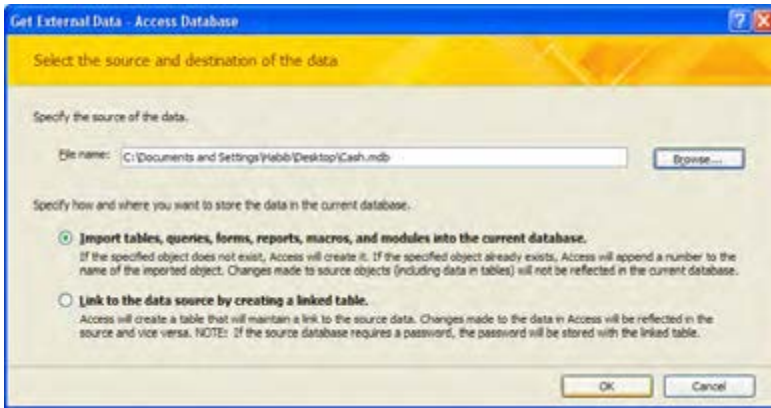 Get External Data - Access Database
Select the source and destination of the data
Specify the source of the data.
File name: C:\Documents and Settings\Habib\Desktop\Cash.mdb Browse...
Specify how and where you want to store the data in the current database.
Import tables, queries, forms, reports, macros, and modules into the current database.
If the specified object does not exist, Access will create it. If the specified object already exists, Access will append a number to the
name of the imported object. Changes made to source objects (including data in tables) will not be reflected in the current database.
Link to the data source by creating a linked table.
Access will create a table that will maintain a link to the source data. Changes made to the data in Access will be reflected in the
source and vice versa. NOTE: If the source database requires a password, the password will be stored with the linked table.
OK Cancel